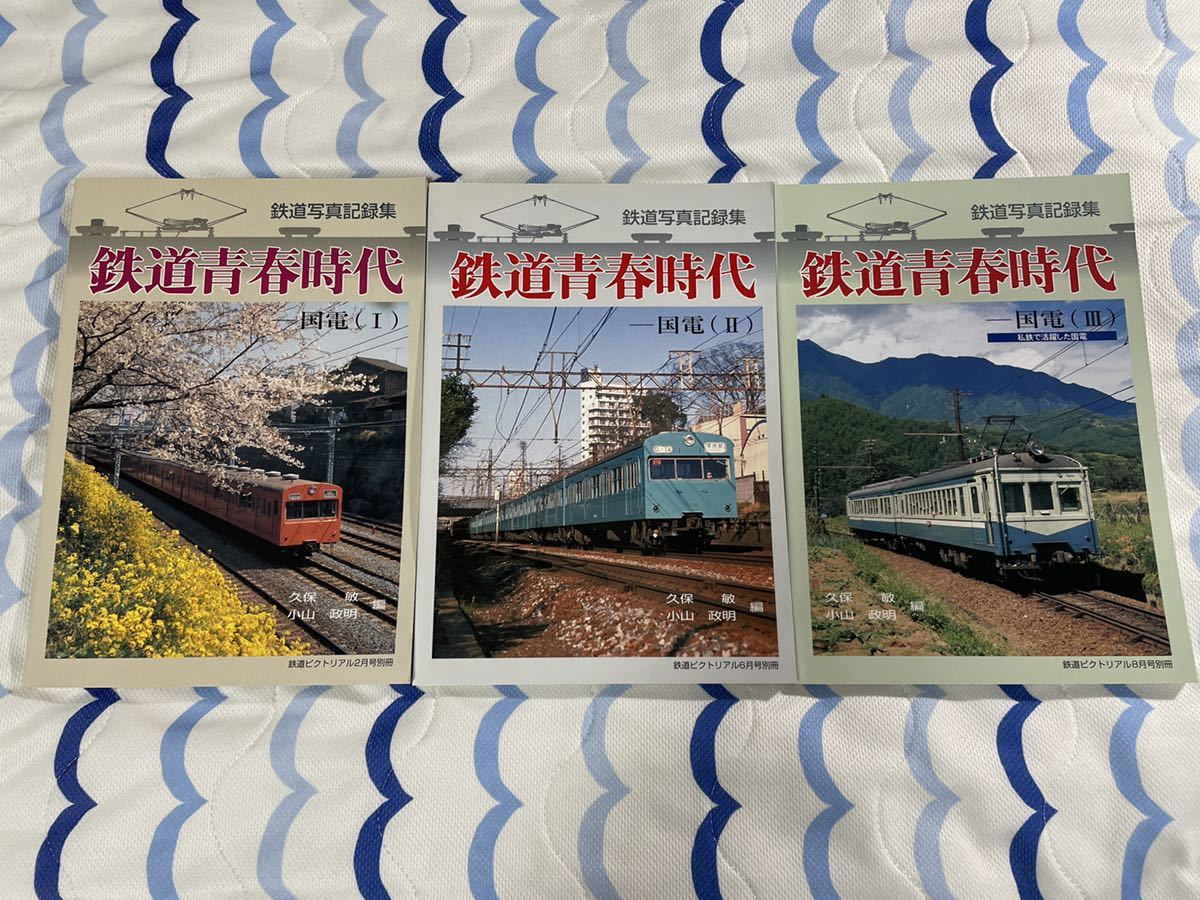 鉄道写真記録集
鉄道青春時代
―国電(Ⅰ)
久保 敏
小山 政明 編
鉄道ピクトリアル2月号別冊
鉄道写真記録集
鉄道青春時代
―国電(Ⅱ)
久保 敏
小山 政明 編
鉄道ピクトリアル6月号別冊
鉄道写真記録集
鉄道青春時代
―国電(Ⅲ)
私鉄で活躍した国電
久保 敏
小山 政明 編
鉄道ピクトリアル8月号別冊